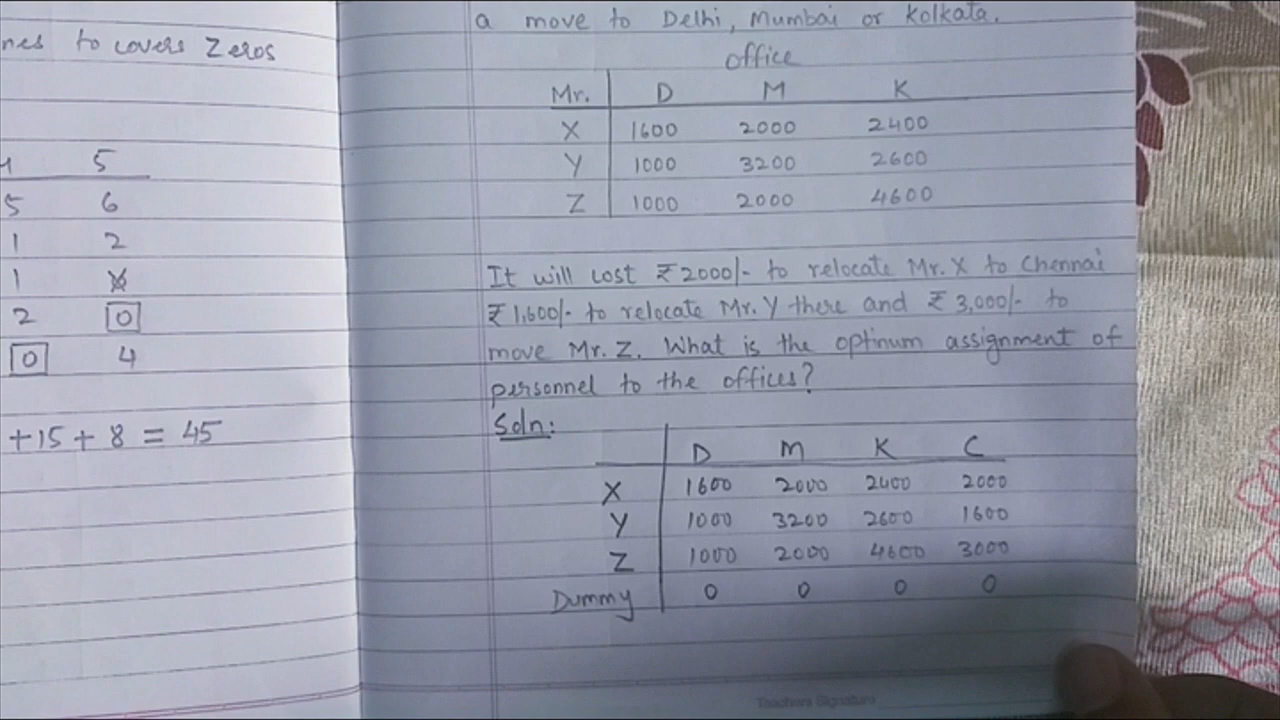 nes to covers Zeros
5
5 6
1 2
1
2 0
0 4
+15 + 8 = 45
a move to Delhi, Mumbai or Kolkata.
office
Mr. D M K
X 1600 2000 2400
Y 1000 3200 2600
Z 1000 2000 4600
It will cost ₹2000/- to relocate Mr. X to Chennai
₹1,600/- to relocate Mr. Y there and ₹3,000/- to
move Mr. Z. What is the optinum assignment of
personnel to the offices?
Soln:
D M K C
X 1600 2000 2400 2000
Y 1000 3200 2600 1600
Z 1000 2000 4600 3000
Dummy 0 0 0 0
Teachers Signature